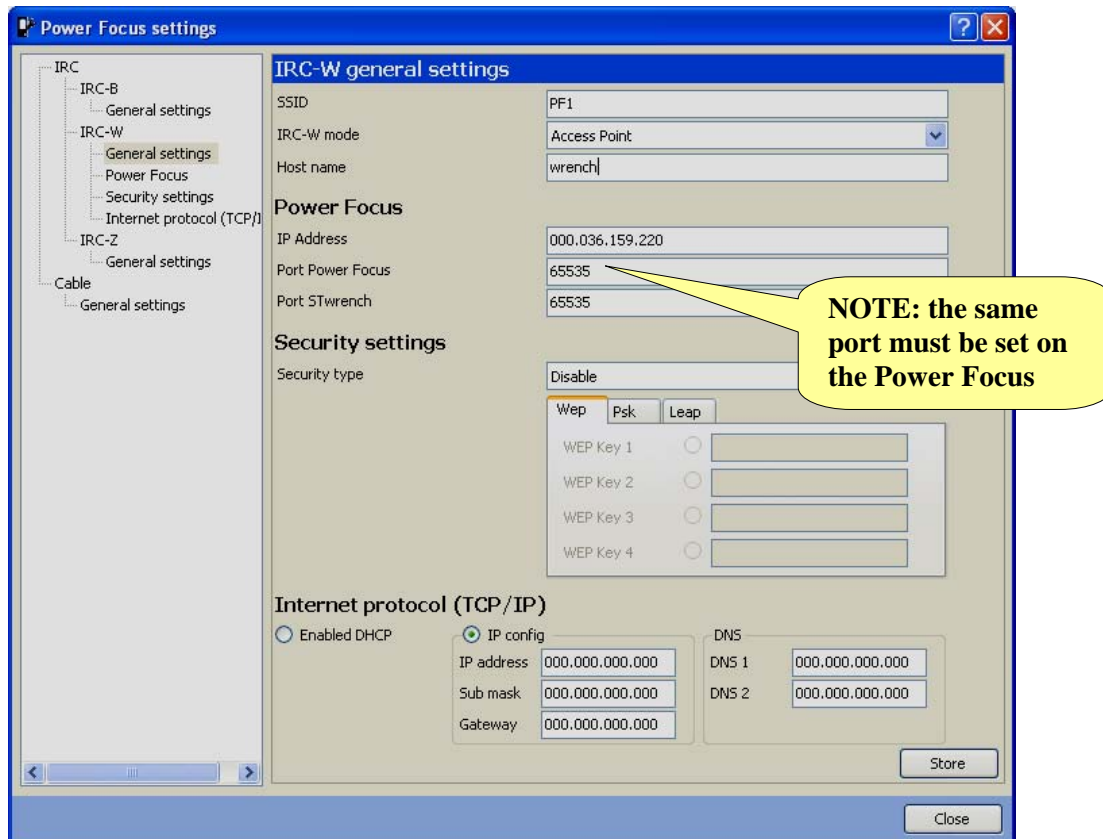 Power Focus settings
IRC
IRC-B
General settings
IRC-W
General settings
Power Focus
Security settings
Internet protocol (TCP/I
IRC-Z
General settings
Cable
General settings
IRC-W general settings
SSID PF1
IRC-W mode Access Point
Host name wrench
Power Focus
IP Address 000.036.159.220
Port Power Focus 65535
Port STwrench 65535
NOTE: the same
port must be set on
the Power Focus
Security settings
Security type Disable
Wep Psk Leap
WEP Key 1
WEP Key 2
WEP Key 3
WEP Key 4
Internet protocol (TCP/IP)
Enabled DHCP IP config DNS
IP address 000.000.000.000 DNS 1 000.000.000.000
Sub mask 000.000.000.000 DNS 2 000.000.000.000
Gateway 000.000.000.000
Store
Close